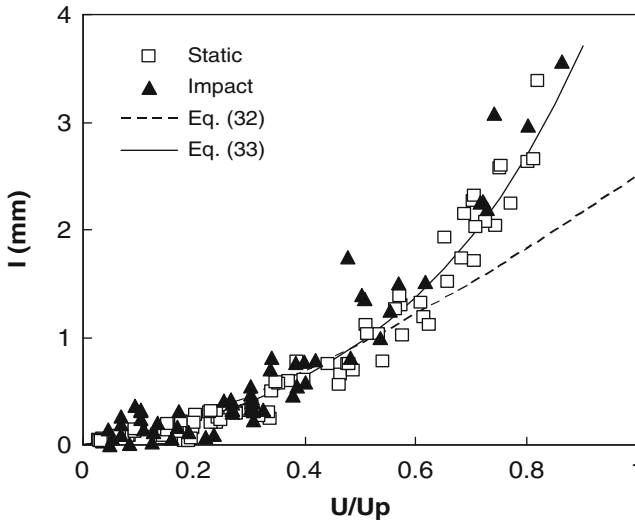 4
3
2
1
0
I (mm)
Static
Impact
Eq. (32)
Eq. (33)
0 0.2 0.4 0.6 0.8 1
U/Up